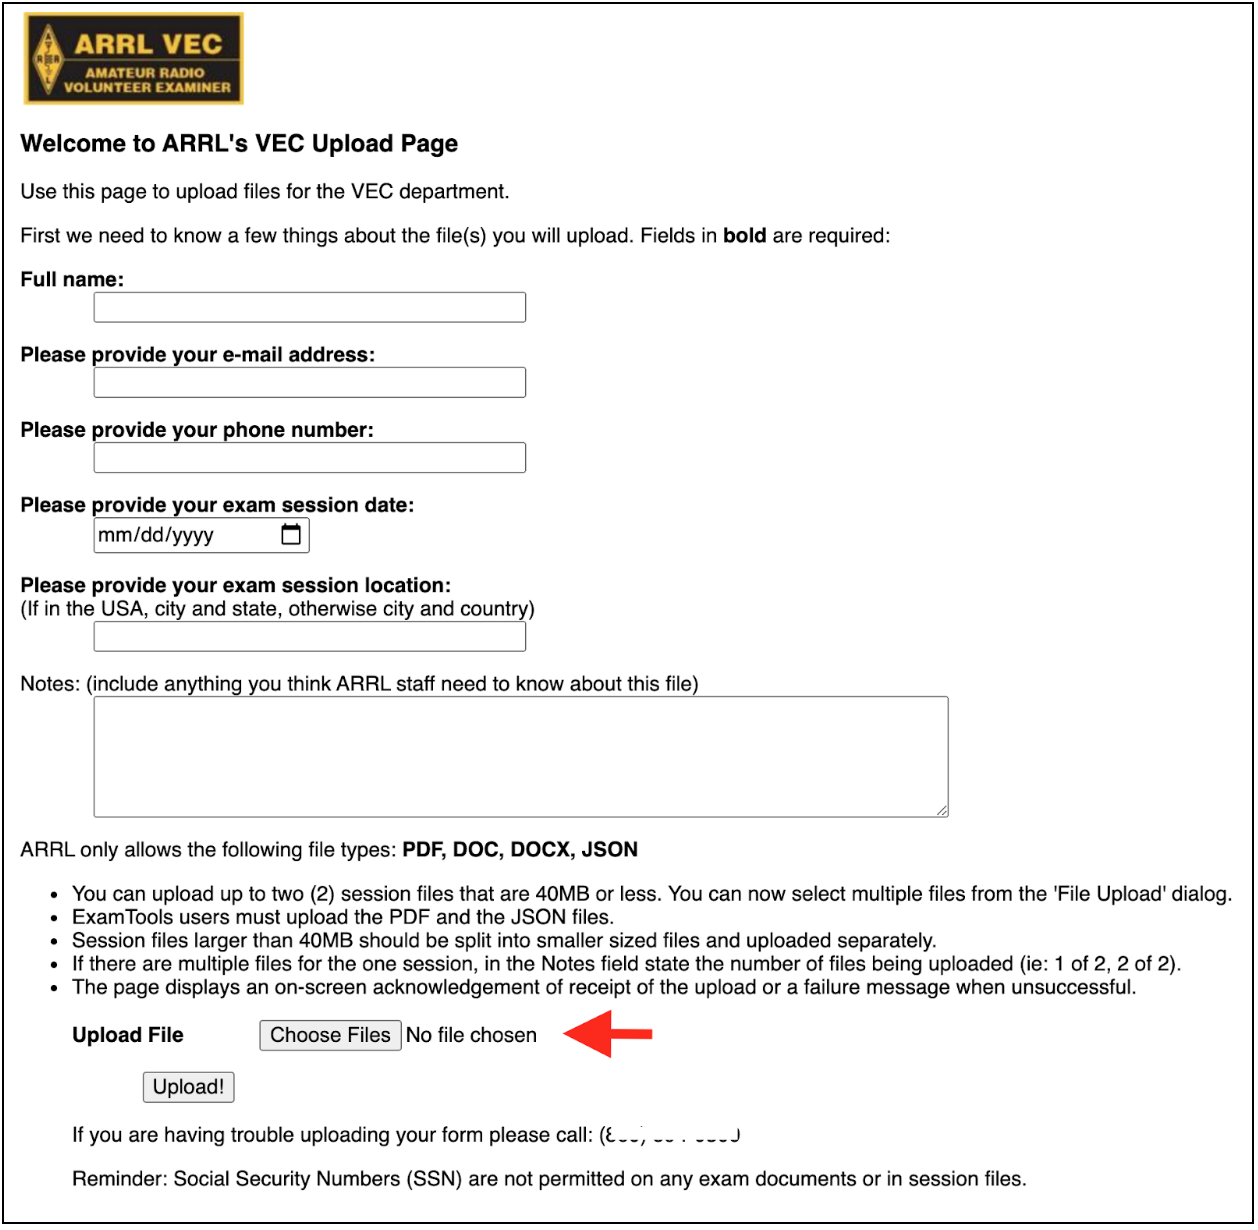 ARRL VEC
AMATEUR RADIO
VOLUNTEER EXAMINER
Welcome to ARRL's VEC Upload Page
Use this page to upload files for the VEC department.
First we need to know a few things about the file(s) you will upload. Fields in bold are required:
Full name:
Please provide your e-mail address:
Please provide your phone number:
Please provide your exam session date:
mm/dd/yyyy
Please provide your exam session location:
(If in the USA, city and state, otherwise city and country)
Notes: (include anything you think ARRL staff need to know about this file)
ARRL only allows the following file types: PDF, DOC, DOCX, JSON
• You can upload up to two (2) session files that are 40MB or less. You can now select multiple files from the 'File Upload' dialog.
• ExamTools users must upload the PDF and the JSON files.
• Session files larger than 40MB should be split into smaller sized files and uploaded separately.
• If there are multiple files for the one session, in the Notes field state the number of files being uploaded (ie: 1 of 2, 2 of 2).
• The page displays an on-screen acknowledgement of receipt of the upload or a failure message when unsuccessful.
Upload File Choose Files No file chosen
Upload!
If you are having trouble uploading your form please call:
Reminder: Social Security Numbers (SSN) are not permitted on any exam documents or in session files.